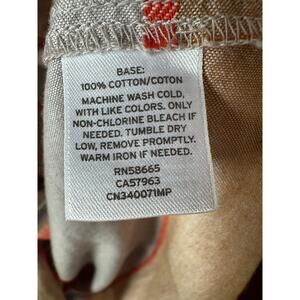 BASE:
100% COTTON/COTON
MACHINE WASH COLD,
WITH LIKE COLORS. ONLY
NON-CHLORINE BLEACH IF
NEEDED. TUMBLE DRY
LOW, REMOVE PROMPTLY.
WARM IRON IF NEEDED.
RN58665
CA57963
CN340071MP